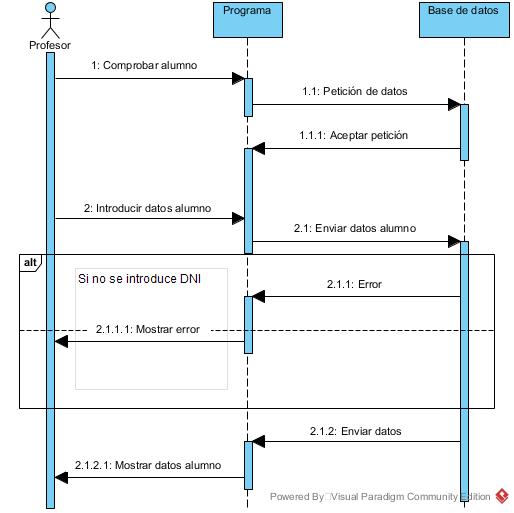 Programa
Base de datos
Profesor
1: Comprobar alumno
1.1: Petición de datos
1.1.1: Aceptar petición
2: Introducir datos alumno
2.1: Enviar datos alumno
alt
Si no se introduce DNI
2.1.1: Error
2.1.1.1: Mostrar error
2.1.2: Enviar datos
2.1.2.1: Mostrar datos alumno
Powered By Visual Paradigm Community Edition